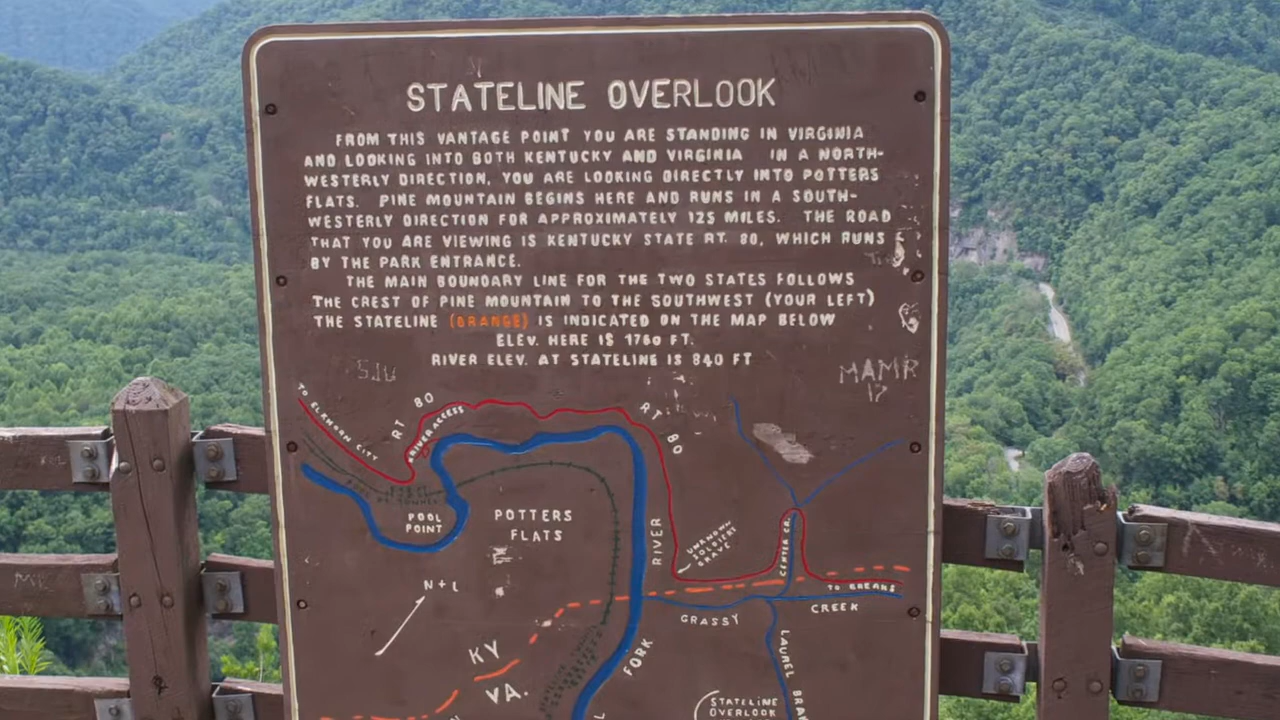 STATELINE OVERLOOK
FROM THIS VANTAGE POINT YOU ARE STANDING IN VIRGINIA
AND LOOKING INTO BOTH KENTUCKY AND VIRGINIA IN A NORTH-
WESTERLY DIRECTION, YOU ARE LOOKING DIRECTLY INTO POTTERS
FLATS. PINE MOUNTAIN BEGINS HERE AND RUNS IN A SOUTH-
WESTERLY DIRECTION FOR APPROXIMATELY 125 MILES. THE ROAD
THAT YOU ARE VIEWING IS KENTUCKY STATE RT. 80, WHICH RUNS
BY THE PARK ENTRANCE.
THE MAIN BOUNDARY LINE FOR THE TWO STATES FOLLOWS
THE CREST OF PINE MOUNTAIN TO THE SOUTHWEST (YOUR LEFT)
THE STATELINE (ORANGE) IS INDICATED ON THE MAP BELOW
ELEV. HERE IS 1760 FT.
RIVER ELEV. AT STATELINE IS 840 FT
SJU
MAMR
17
TO ELKHORN CITY
RT 80
RIVER ACCESS
RT 80
POOL
POINT
POTTERS
FLATS
RIVER
UNKNOWN
SOLDIERS
GRAVE
CENTER CR.
N+L
TO BREAKS
GRASSY
CREEK
KY
VA.
FORK
LAUREL
STATELINE
OVERLOOK